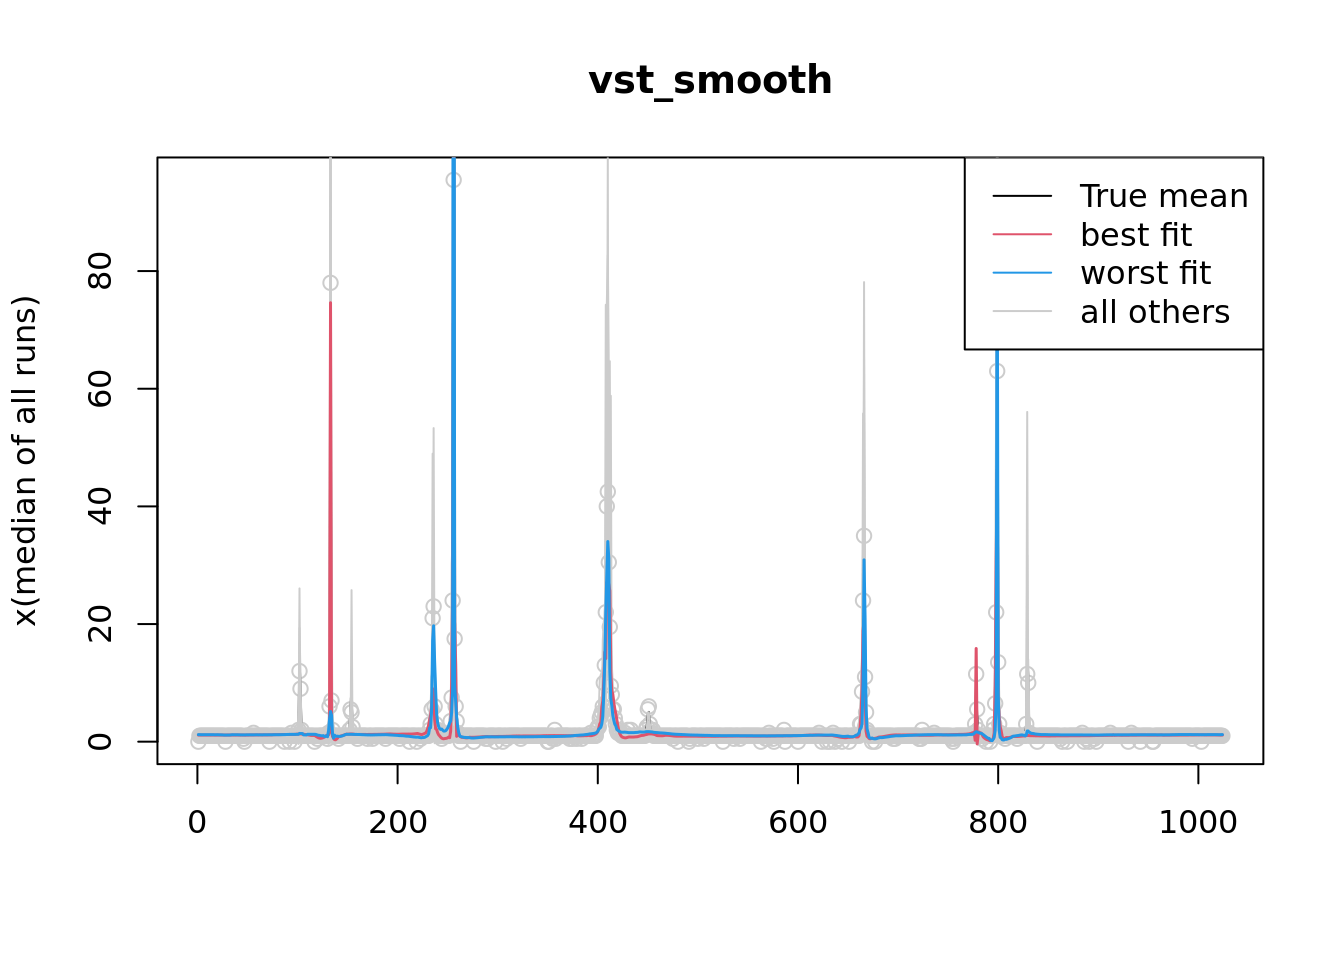 vst_smooth
x(median of all runs)
80
60
40
20
0
True mean
best fit
worst fit
all others
0 200 400 600 800 1000